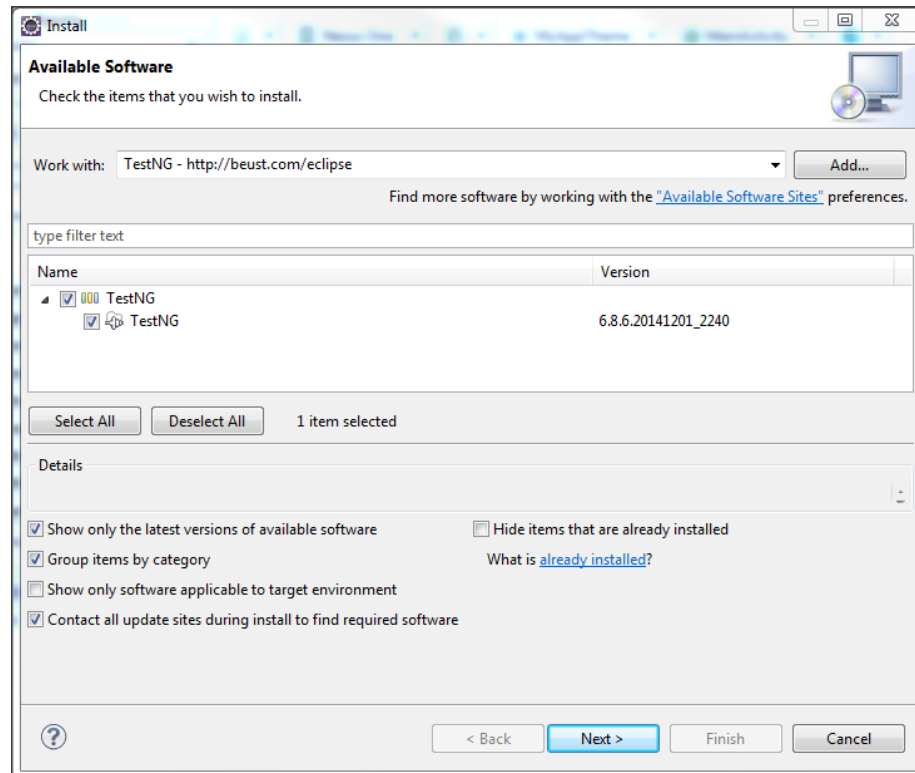 Install
Available Software
Check the items that you wish to install.
Work with: TestNG - http://beust.com/eclipse Add...
Find more software by working with the "Available Software Sites" preferences.
type filter text
Name Version
TestNG
TestNG 6.8.6.20141201_2240
Select All Deselect All 1 item selected
Details
Show only the latest versions of available software Hide items that are already installed
Group items by category What is already installed?
Show only software applicable to target environment
Contact all update sites during install to find required software
? < Back Next > Finish Cancel